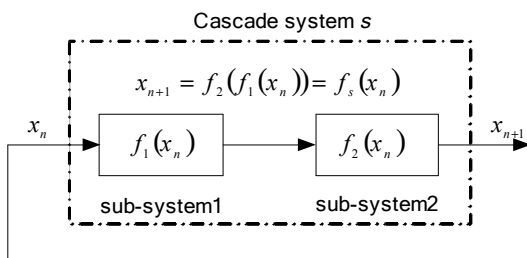 Cascade system s
x_{n+1} = f_2(f_1(x_n)) = f_s(x_n)
x_n
x_{n+1}
f_1(x_n)
f_2(x_n)
sub-system1
sub-system2